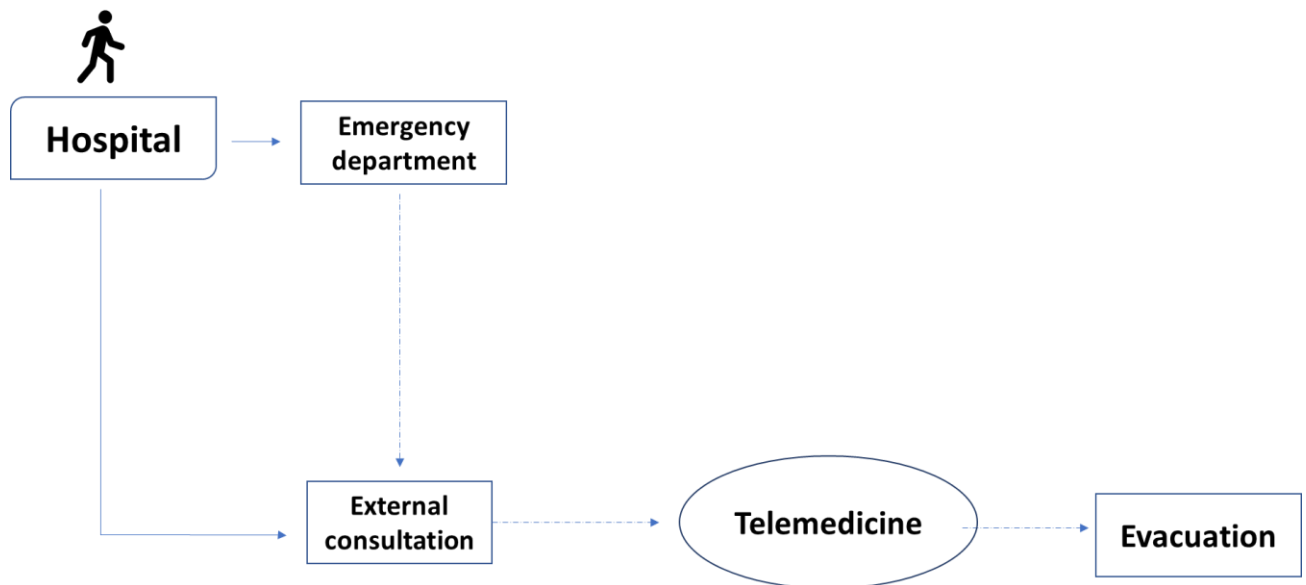 Hospital
Emergency
department
External
consultation
Telemedicine
Evacuation